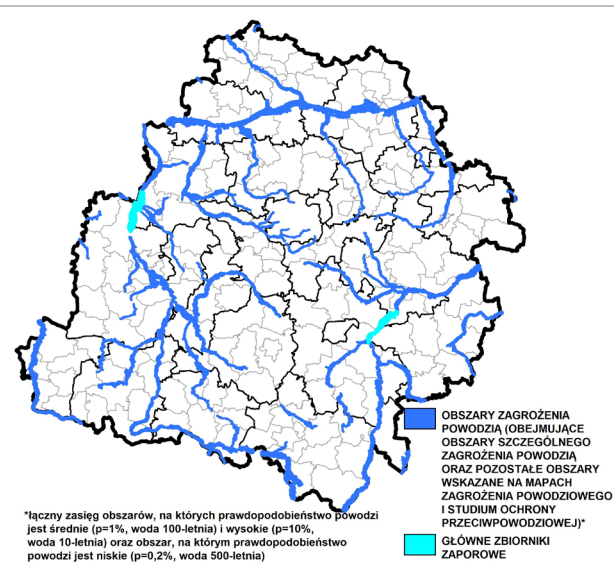 OBSZARY ZAGROŻENIA
POWODZIĄ (OBEJMUJĄCE
OBSZARY SZCZEGÓLNEGO
ZAGROŻENIA POWODZIĄ
ORAZ POZOSTAŁE OBSZARY
WSKAZANE NA MAPACH
ZAGROŻENIA POWODZIOWEGO
I STUDIUM OCHRONY
PRZECIWPOWODZIOWEJ)*
GŁÓWNE ZBIORNIKI
ZAPOROWE
*łączny zasięg obszarów, na których prawdopodobieństwo powodzi
jest średnie (p=1%, woda 100-letnia) i wysokie (p=10%,
woda 10-letnia) oraz obszar, na którym prawdopodobieństwo
powodzi jest niskie (p=0,2%, woda 500-letnia)